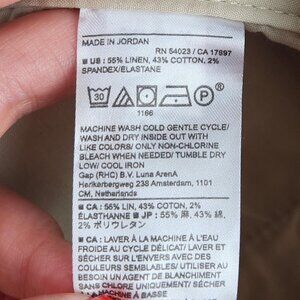 MADE IN JORDAN
RN 54023 / CA 17897
■ US : 55% LINEN, 43% COTTON, 2%
SPANDEX/ELASTANE
30
P
1166
MACHINE WASH COLD GENTLE CYCLE/
WASH AND DRY INSIDE OUT WITH
LIKE COLORS/ ONLY NON-CHLORINE
BLEACH WHEN NEEDED/ TUMBLE DRY
LOW/ COOL IRON
Gap (RHC) B.V. Luna ArenA
Herikerbergweg 238 Amsterdam, 1101
CM, Netherlands
■ CA : 55% LIN, 43% COTON, 2%
ÉLASTHANNE ■ JP : 55% 麻, 43% 綿,
2% ポリウレタン
■ CA : LAVER À LA MACHINE À L'EAU
FROIDE AU CYCLE DÉLICAT/ LAVER ET
SÉCHER SUR L'ENVERS AVEC DES
COULEURS SEMBLABLES/ UTILISER AU
BESOIN UN AGENT DE BLANCHIMENT
SANS CHLORE UNIQUEMENT/ SÉCHER
MACHINE À BASSE